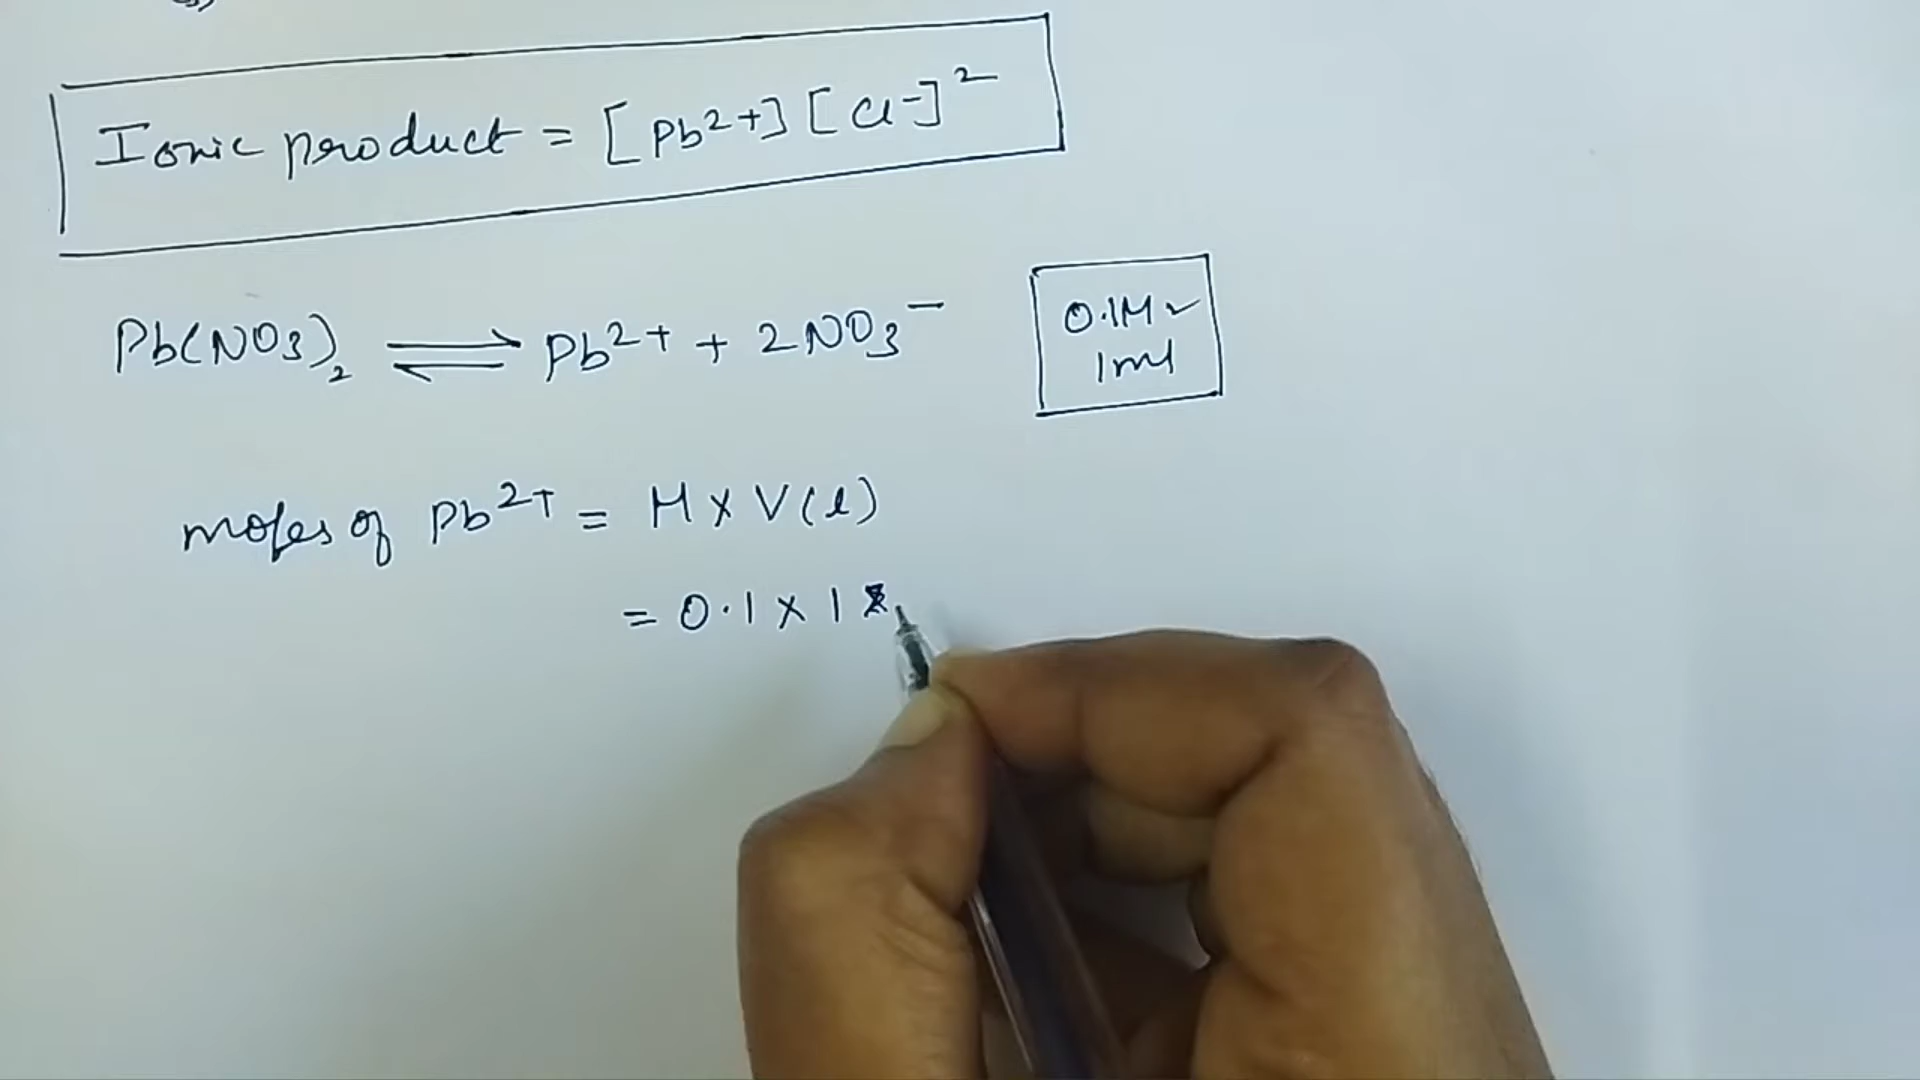 Ionic product = [Pb2+][Cl-]²
Pb(NO3)2 ⇌ Pb2+ + 2NO3⁻
0.1M ✓
1ml
moles of Pb2+ = M × V(l)
= 0.1 × 1